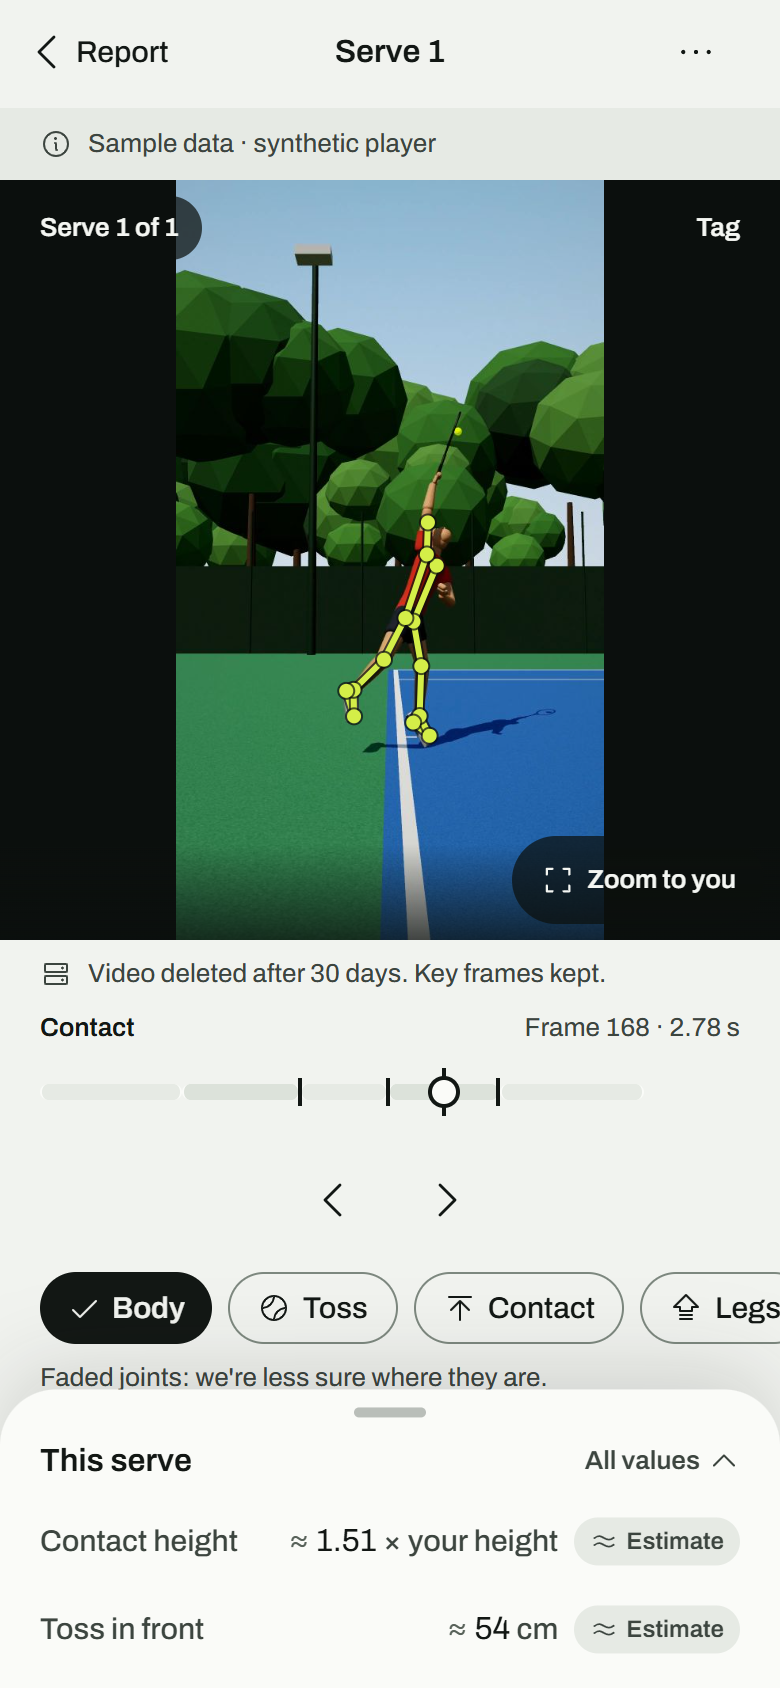 Report
Serve 1
Sample data · synthetic player
Serve 1 of 1
Tag
Zoom to you
Video deleted after 30 days. Key frames kept.
Contact
Frame 168 · 2.78 s
Body
Toss
Contact
Legs
Faded joints: we're less sure where they are.
This serve
All values
Contact height
≈ 1.51 × your height
Estimate
Toss in front
≈ 54 cm
Estimate